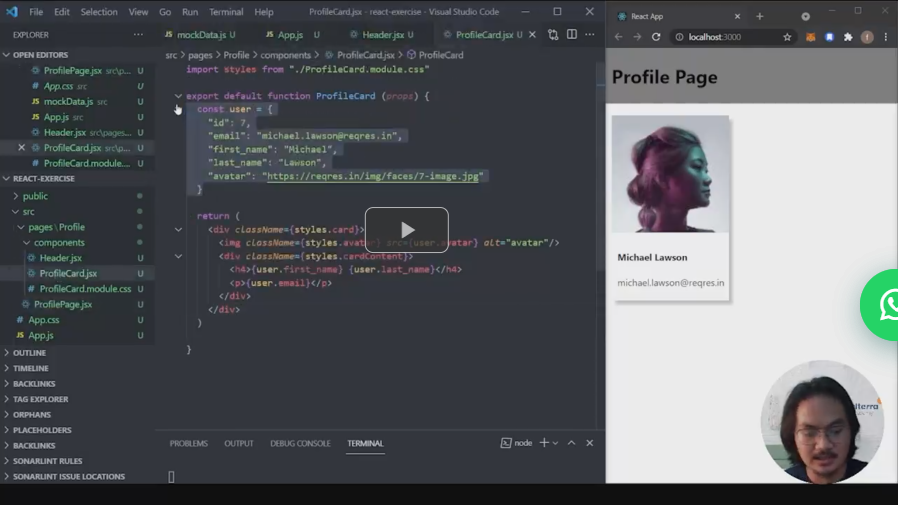 File Edit Selection View Go Run Terminal Help ProfileCard.jsx - react-exercise - Visual Studio Code
EXPLORER
OPEN EDITORS
ProfilePage.jsx src\p... U
App.css U
mockData.js U
App.js U
Header.jsx src\pages... U
ProfileCard.jsx src\p... U
ProfileCard.module.... U
REACT-EXERCISE
public
src
pages \ Profile
components
Header.jsx U
ProfileCard.jsx U
ProfileCard.module.css U
ProfilePage.jsx U
App.css U
App.js U
OUTLINE
TIMELINE
BACKLINKS
TAG EXPLORER
ORPHANS
PLACEHOLDERS
BACKLINKS
SONARLINT RULES
SONARLINT ISSUE LOCATIONS
mockData.js U App.js U Header.jsx U ProfileCard.jsx U
src > pages > Profile > components > ProfileCard.jsx > ProfileCard
import styles from "./ProfileCard.module.css"
export default function ProfileCard (props) {
const user = {
"id": 7,
"email": "michael.lawson@reqres.in",
"first_name": "Michael",
"last_name": "Lawson",
"avatar": "https://reqres.in/img/faces/7-image.jpg"
}
return (
<div className={styles.card}>
<img className={styles.avatar} src={user.avatar} alt="avatar"/>
<div className={styles.cardContent}>
<h4>{user.first_name} {user.last_name}</h4>
<p>{user.email}</p>
</div>
</div>
)
}
PROBLEMS OUTPUT DEBUG CONSOLE TERMINAL node
React App
localhost:3000
Profile Page
Michael Lawson
michael.lawson@reqres.in